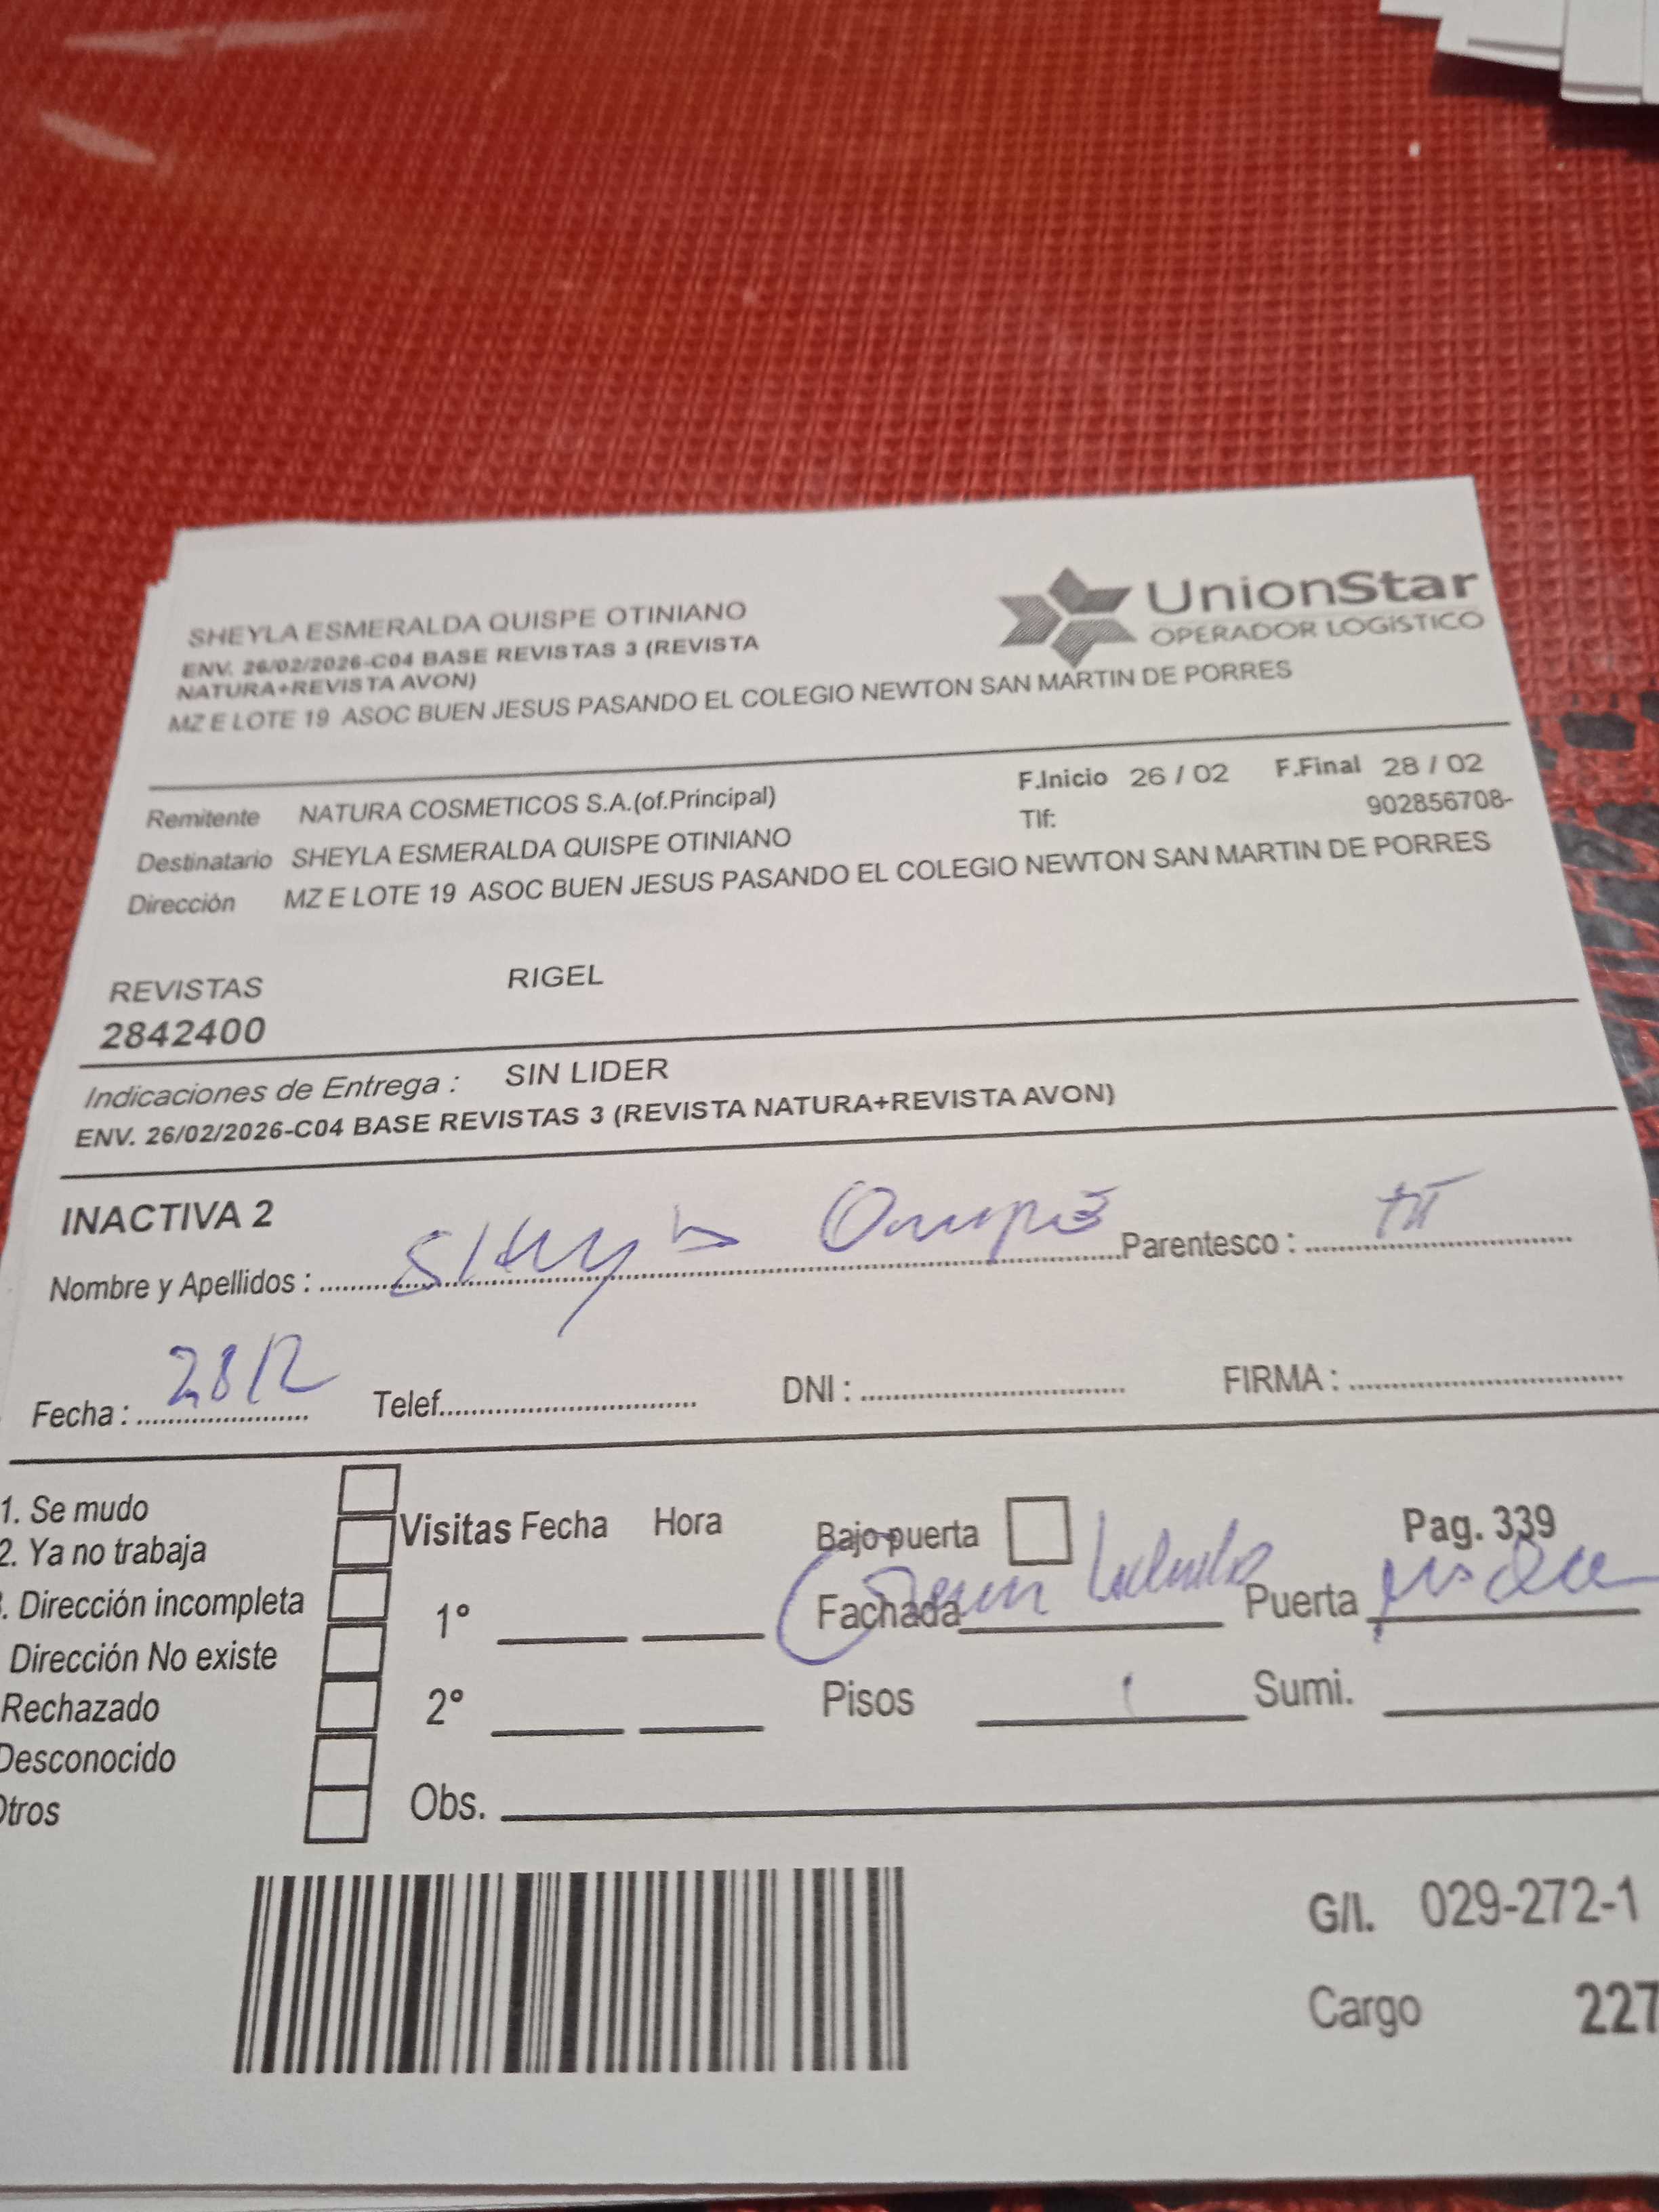 UnionStar
OPERADOR LOGÍSTICO
SHEYLA ESMERALDA QUISPE OTINIANO
ENV. 26/02/2026-C04 BASE REVISTAS 3 (REVISTA
NATURA+REVISTA AVON)
MZ E LOTE 19 ASOC BUEN JESUS PASANDO EL COLEGIO NEWTON SAN MARTIN DE PORRES
Remitente NATURA COSMETICOS S.A.(of.Principal) F.Inicio 26 / 02 F.Final 28 / 02
Tlf: 902856708-
Destinatario SHEYLA ESMERALDA QUISPE OTINIANO
Dirección MZ E LOTE 19 ASOC BUEN JESUS PASANDO EL COLEGIO NEWTON SAN MARTIN DE PORRES
REVISTAS RIGEL
2842400
Indicaciones de Entrega : SIN LIDER
ENV. 26/02/2026-C04 BASE REVISTAS 3 (REVISTA NATURA+REVISTA AVON)
INACTIVA 2
Nombre y Apellidos : Parentesco :
Fecha : 28/2 Telef. DNI : FIRMA :
1. Se mudo
2. Ya no trabaja
. Dirección incompleta
Dirección No existe
Rechazado
Desconocido
Otros
Visitas Fecha Hora
1°
2°
Obs.
Bajo puerta Pag. 339
Fachada Puerta
Pisos 1 Sumi.
G/I. 029-272-1
Cargo 227